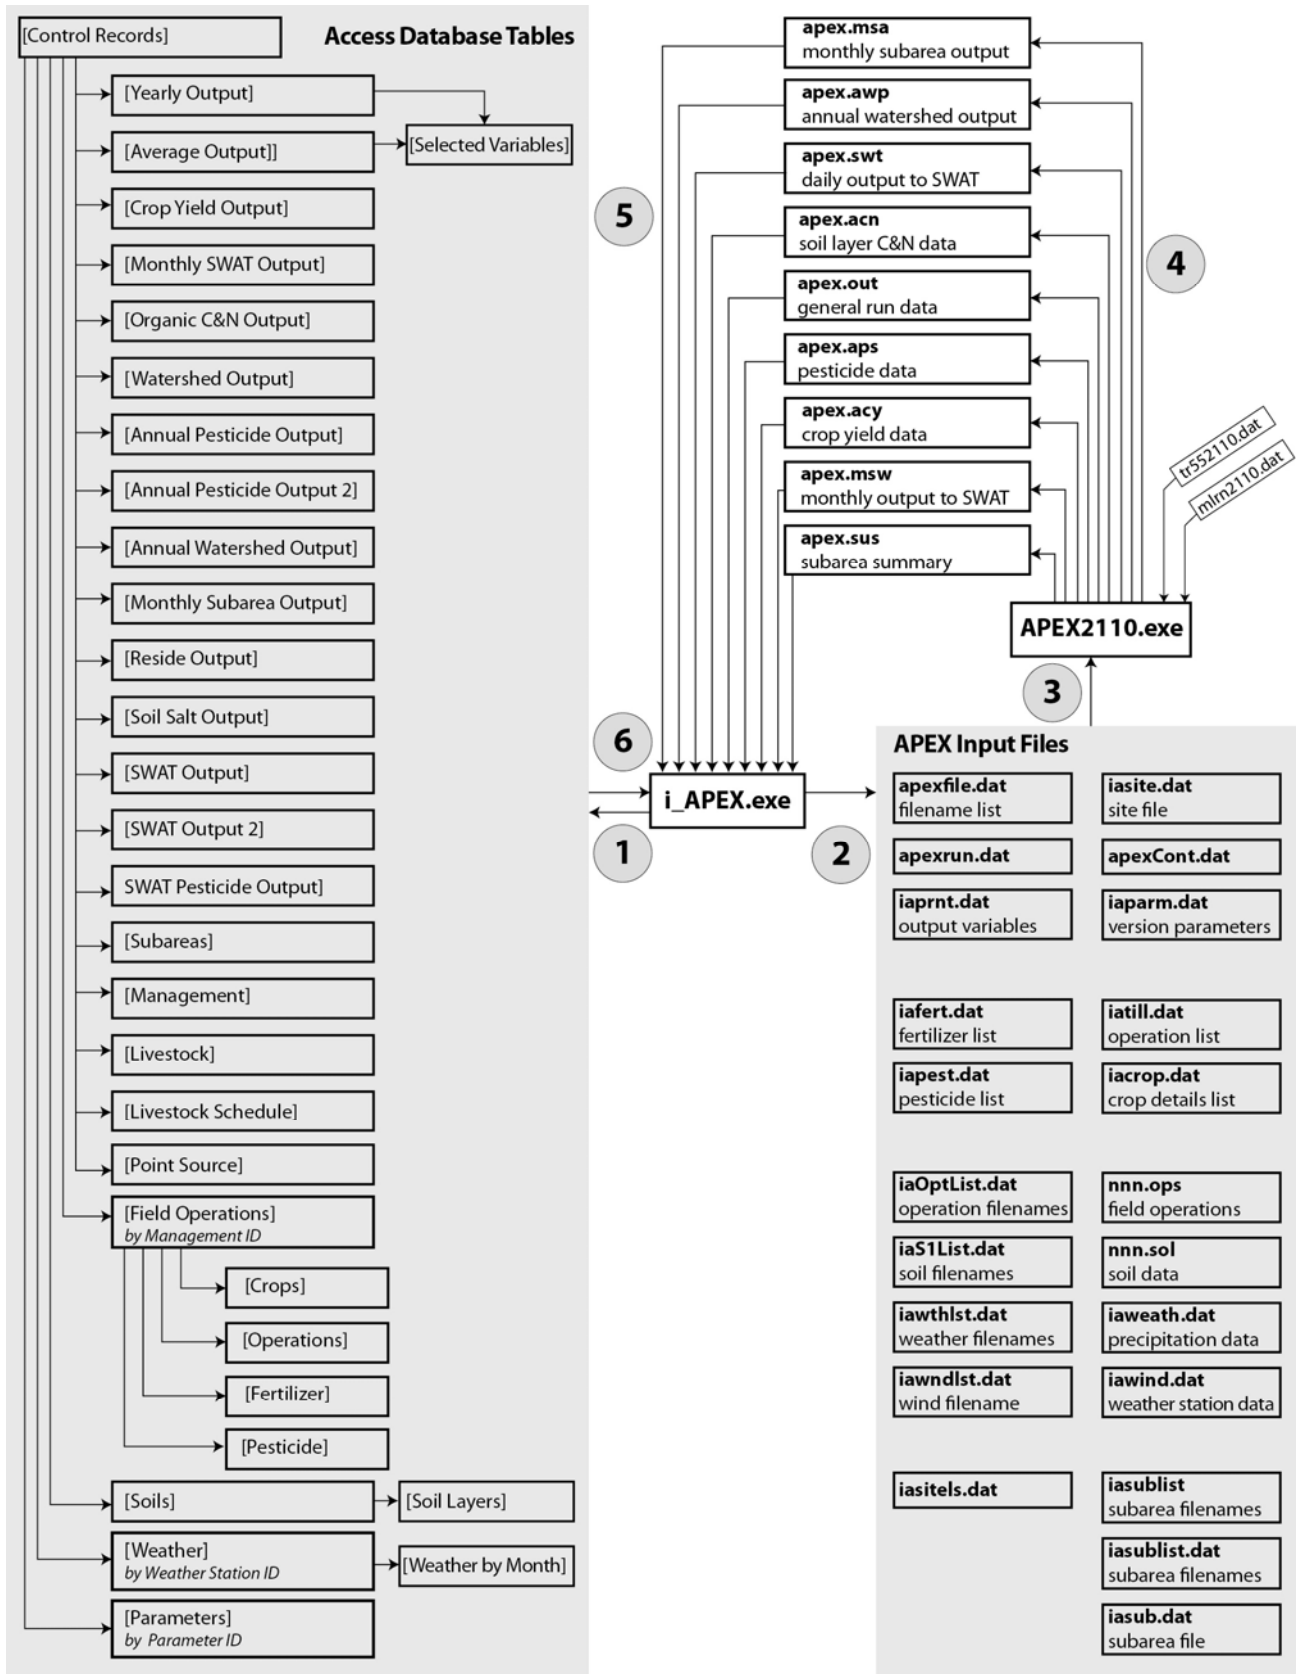 [Control Records]
Access Database Tables
[Yearly Output]
[Average Output]]
[Selected Variables]
[Crop Yield Output]
[Monthly SWAT Output]
[Organic C&N Output]
[Watershed Output]
[Annual Pesticide Output]
[Annual Pesticide Output 2]
[Annual Watershed Output]
[Monthly Subarea Output]
[Reside Output]
[Soil Salt Output]
[SWAT Output]
[SWAT Output 2]
SWAT Pesticide Output]
[Subareas]
[Management]
[Livestock]
[Livestock Schedule]
[Point Source]
[Field Operations]
by Management ID
[Crops]
[Operations]
[Fertilizer]
[Pesticide]
[Soils]
[Soil Layers]
[Weather]
by Weather Station ID
[Weather by Month]
[Parameters]
by Parameter ID
5
6
1
i_APEX.exe
2
apex.msa
monthly subarea output
apex.awp
annual watershed output
apex.swt
daily output to SWAT
apex.acn
soil layer C&N data
apex.out
general run data
apex.aps
pesticide data
apex.acy
crop yield data
apex.msw
monthly output to SWAT
apex.sus
subarea summary
4
tr552110.dat
mlrn2110.dat
APEX2110.exe
3
APEX Input Files
apexfile.dat
filename list
iasite.dat
site file
apexrun.dat
apexCont.dat
iaprnt.dat
output variables
iaparm.dat
version parameters
iafert.dat
fertilizer list
iatill.dat
operation list
iapest.dat
pesticide list
iacrop.dat
crop details list
iaOptList.dat
operation filenames
nnn.ops
field operations
iaS1List.dat
soil filenames
nnn.sol
soil data
iawthlst.dat
weather filenames
iaweath.dat
precipitation data
iawndlst.dat
wind filename
iawind.dat
weather station data
iasitels.dat
iasublist
subarea filenames
iasublist.dat
subarea filenames
iasub.dat
subarea file